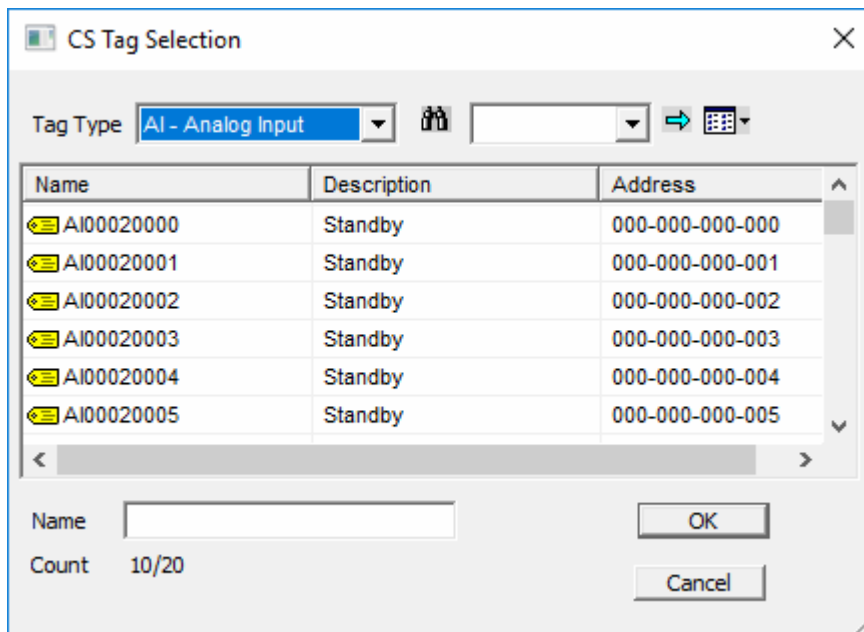 CS Tag Selection
Tag Type AI - Analog Input
Name Description Address
AI00020000 Standby 000-000-000-000
AI00020001 Standby 000-000-000-001
AI00020002 Standby 000-000-000-002
AI00020003 Standby 000-000-000-003
AI00020004 Standby 000-000-000-004
AI00020005 Standby 000-000-000-005
Name OK
Count 10/20
Cancel